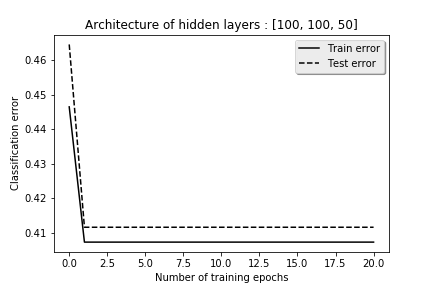 Architecture of hidden layers : [100, 100, 50]
Train error
Test error
0.46
0.45
0.44
0.43
0.42
0.41
Classification error
0.0 2.5 5.0 7.5 10.0 12.5 15.0 17.5 20.0
Number of training epochs